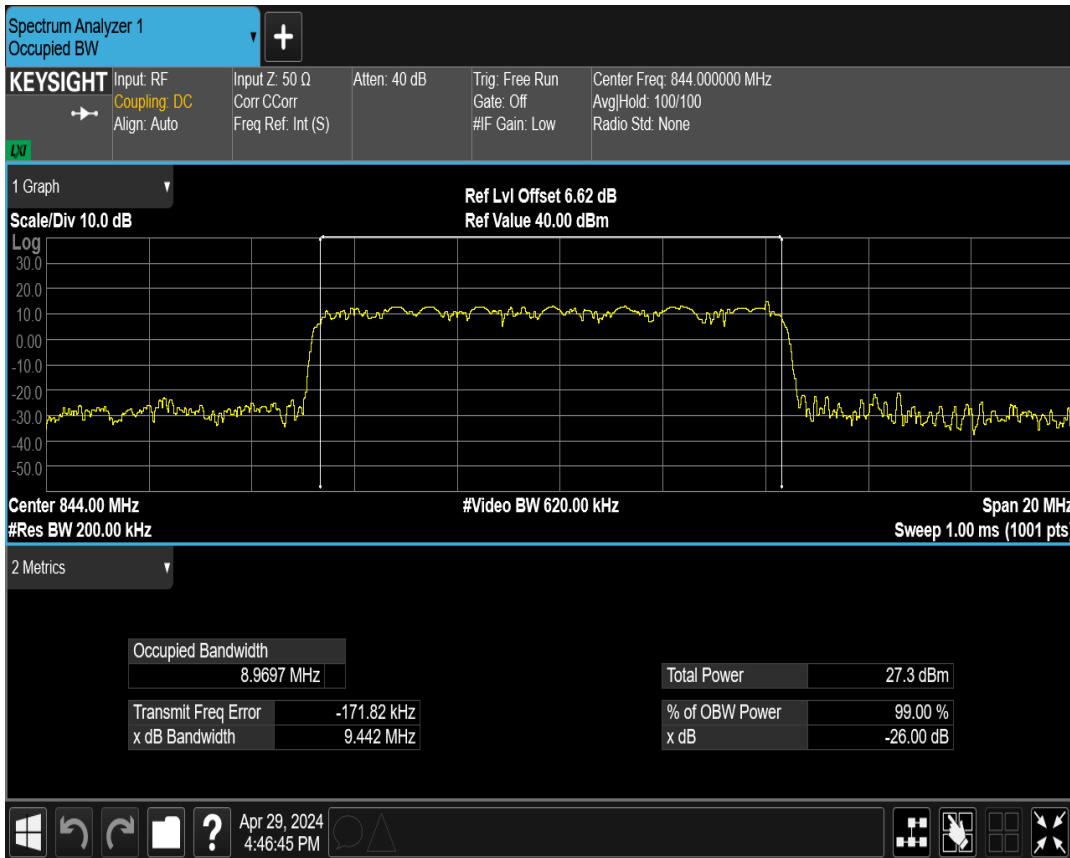 Spectrum Analyzer 1
Occupied BW
+
KEYSIGHT
Input: RF
Coupling: DC
Align: Auto
Input Z: 50 Ω
Corr CCorr
Freq Ref: Int (S)
Atten: 40 dB
Trig: Free Run
Gate: Off
#IF Gain: Low
Center Freq: 844.000000 MHz
Avg|Hold: 100/100
Radio Std: None
LXI
1 Graph
Ref Lvl Offset 6.62 dB
Scale/Div 10.0 dB
Ref Value 40.00 dBm
Log
30.0
20.0
10.0
0.00
-10.0
-20.0
-30.0
-40.0
-50.0
Center 844.00 MHz
#Video BW 620.00 kHz
Span 20 MHz
#Res BW 200.00 kHz
Sweep 1.00 ms (1001 pts)
2 Metrics
Occupied Bandwidth
8.9697 MHz
Total Power 27.3 dBm
Transmit Freq Error -171.82 kHz
% of OBW Power 99.00 %
x dB Bandwidth 9.442 MHz
x dB -26.00 dB
?
Apr 29, 2024
4:46:45 PM